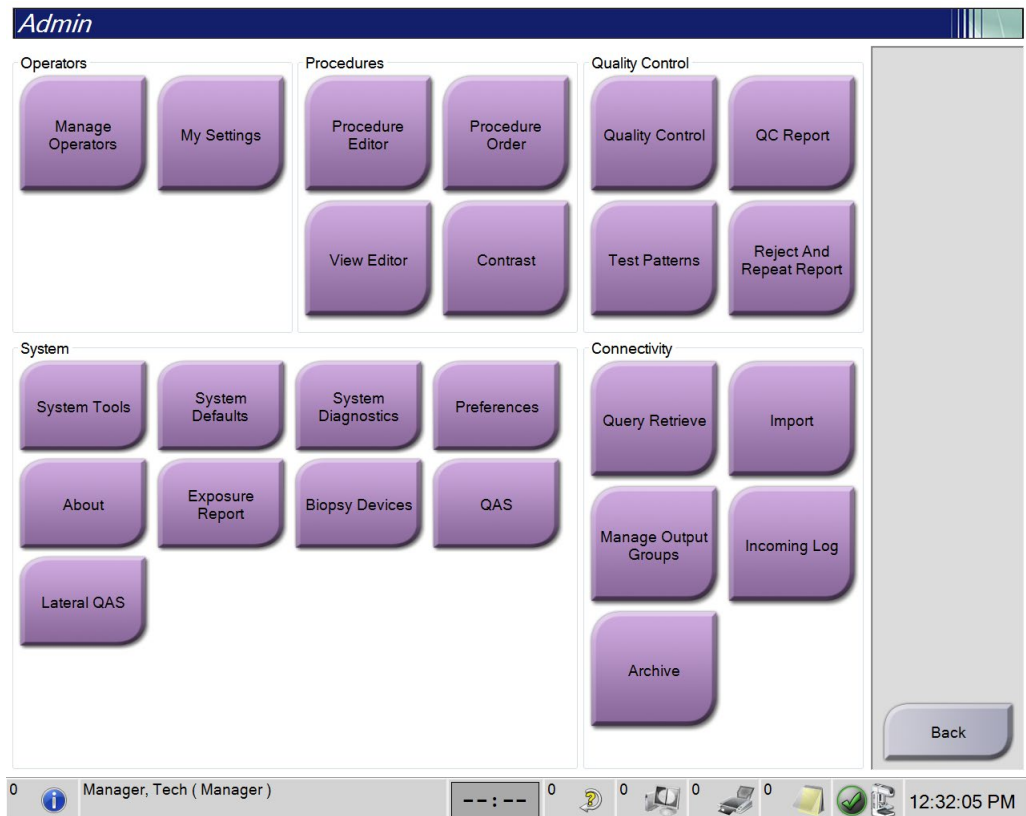 Admin
Operators
Manage
Operators
My Settings
Procedures
Procedure
Editor
Procedure
Order
View Editor
Contrast
Quality Control
Quality Control
QC Report
Test Patterns
Reject And
Repeat Report
System
System Tools
System
Defaults
System
Diagnostics
Preferences
About
Exposure
Report
Biopsy Devices
QAS
Lateral QAS
Connectivity
Query Retrieve
Import
Manage Output
Groups
Incoming Log
Archive
Back
0
Manager, Tech ( Manager )
--:--
0
0
0
0
12:32:05 PM